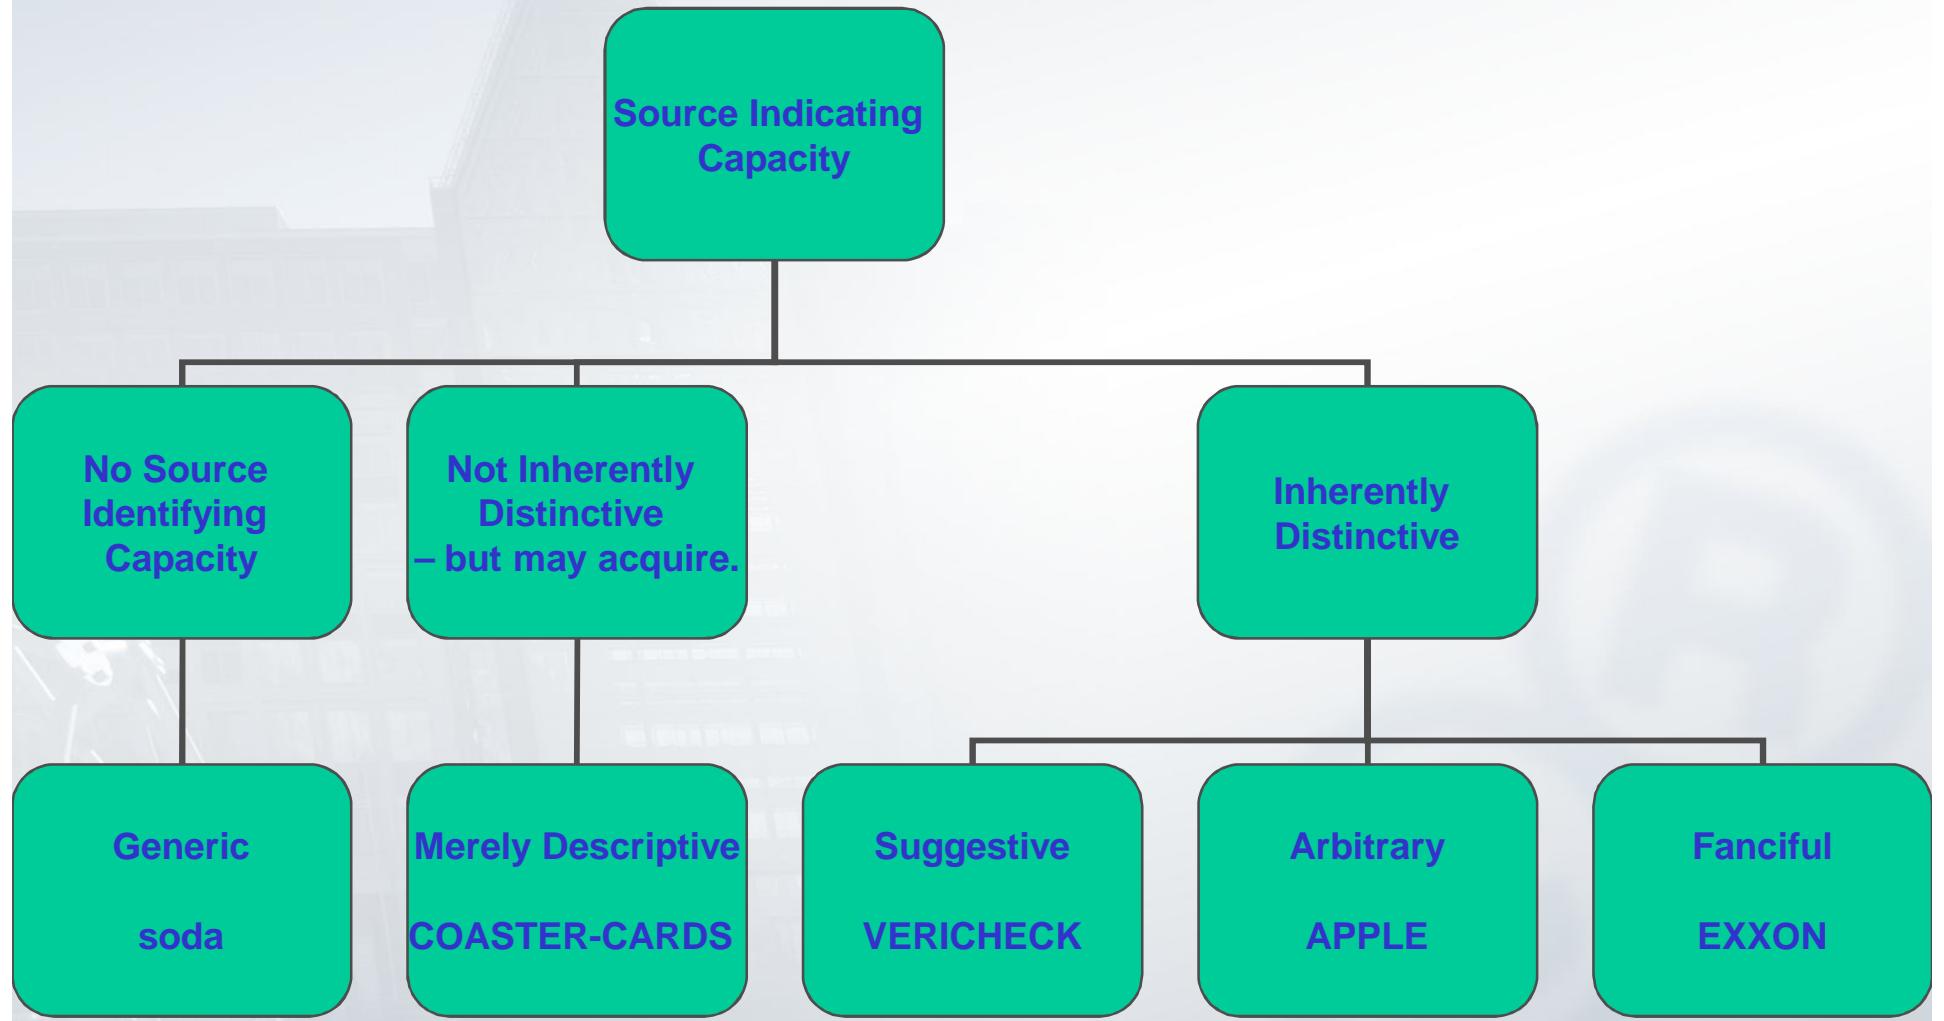 Source Indicating
Capacity
No Source
Identifying
Capacity
Not Inherently
Distinctive
– but may acquire.
Inherently
Distinctive
Generic
soda
Merely Descriptive
COASTER-CARDS
Suggestive
VERICHECK
Arbitrary
APPLE
Fanciful
EXXON